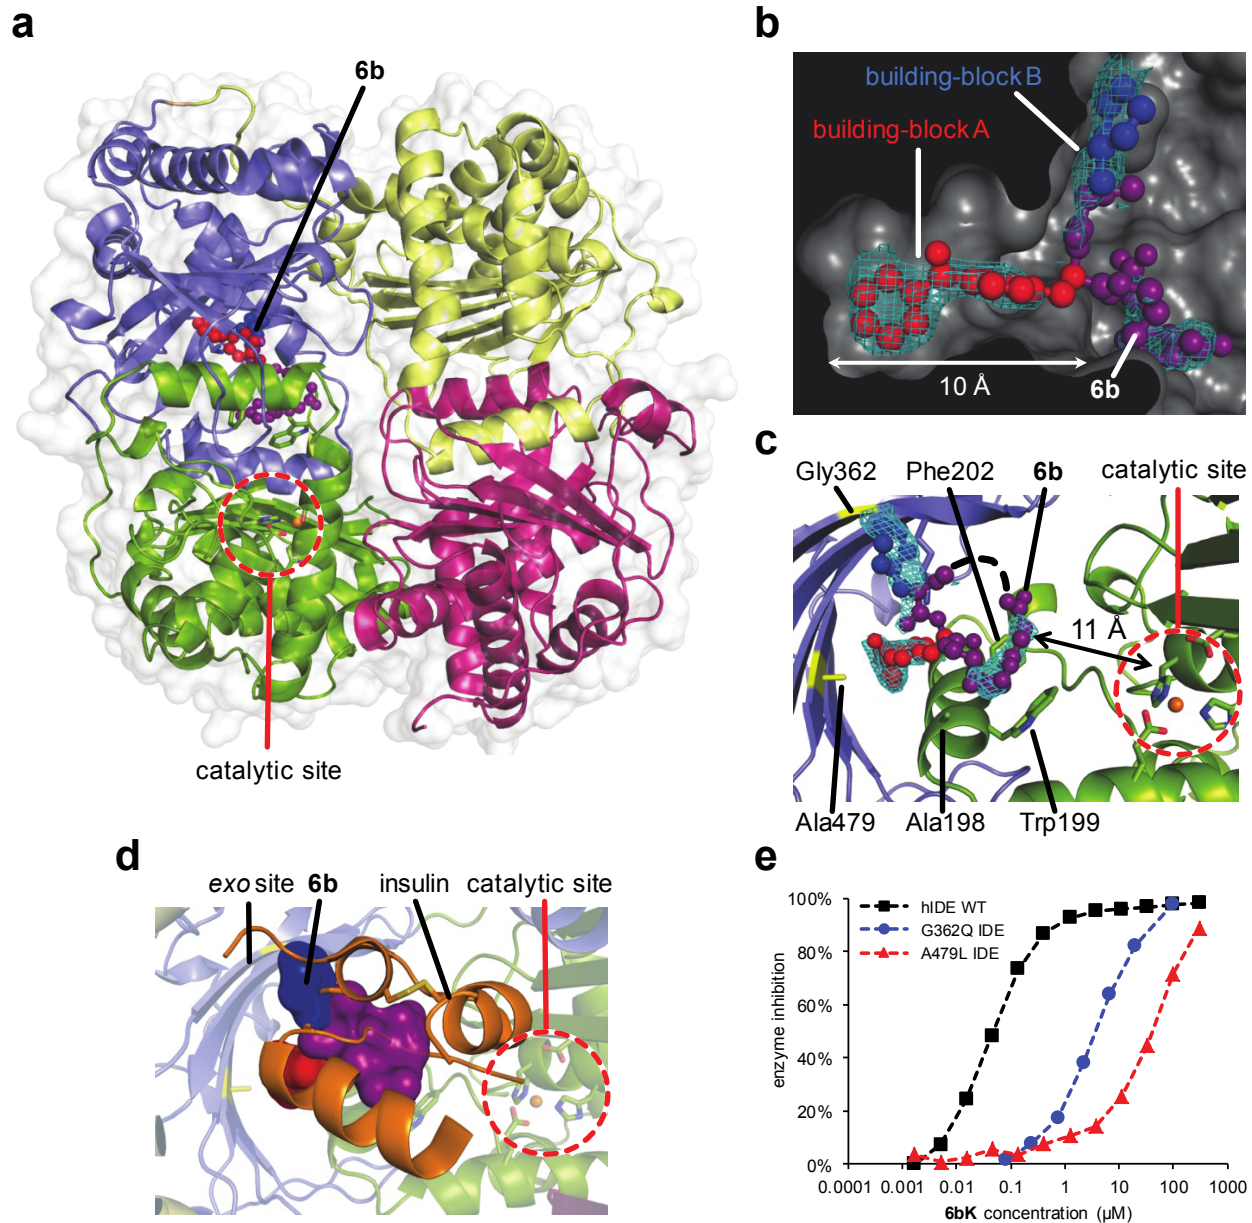 a
6b
catalytic site
b
building-block B
building-block A
10 Å
6b
c
Gly362 Phe202 6b catalytic site
11 Å
Ala479 Ala198 Trp199
d
exo site 6b insulin catalytic site
e
100%
80%
60%
40%
20%
0%
hIDE WT
G362Q IDE
A479L IDE
enzyme inhibition
0.0001 0.001 0.01 0.1 1 10 100 1000
6bK concentration (µM)